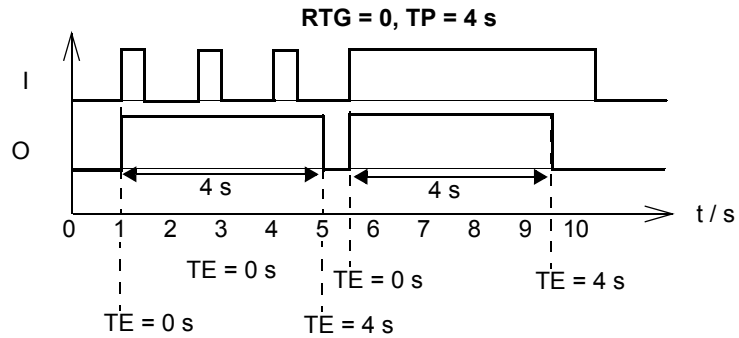 RTG = 0, TP = 4 s
I
O
4 s
4 s
t / s
0 1 2 3 4 5 6 7 8 9 10
TE = 0 s
TE = 0 s
TE = 4 s
TE = 0 s
TE = 4 s